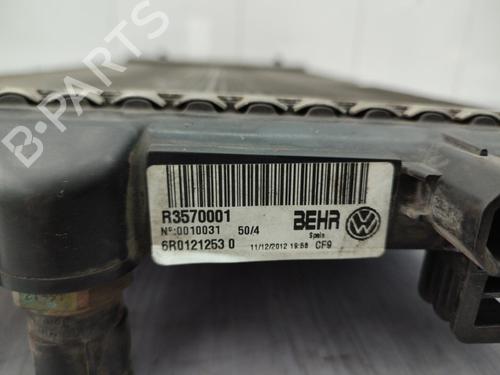 B-PARTS
R3570001
Nº:0010031 50/4
6R0121253 0
BEHR
Spain
11/12/2012 19:58 CF9